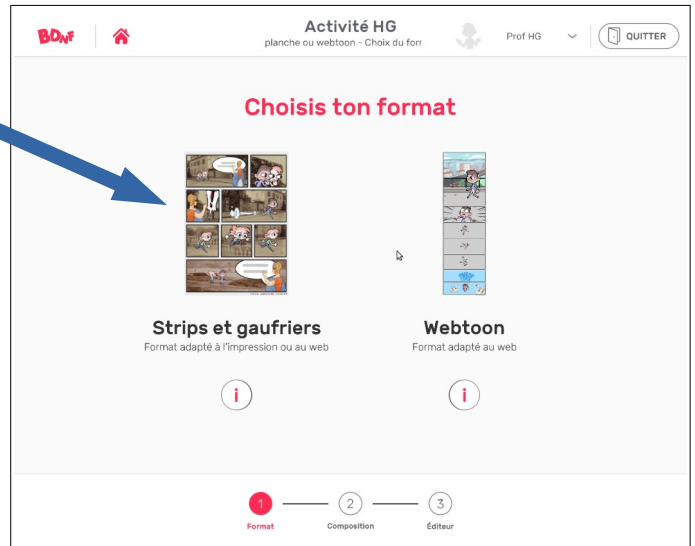 BDnF
Activité HG
planche ou webtoon - Choix du forr
Prof HG
QUITTER
Choisis ton format
Strips et gaufriers
Format adapté à l'impression ou au web
i
Webtoon
Format adapté au web
i
1
2
3
Format
Composition
Éditeur